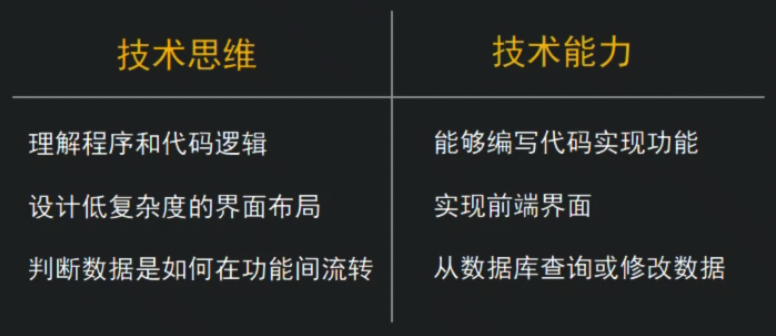 技术思维
技术能力
理解程序和代码逻辑
能够编写代码实现功能
设计低复杂度的界面布局
实现前端界面
判断数据是如何在功能间流转
从数据库查询或修改数据